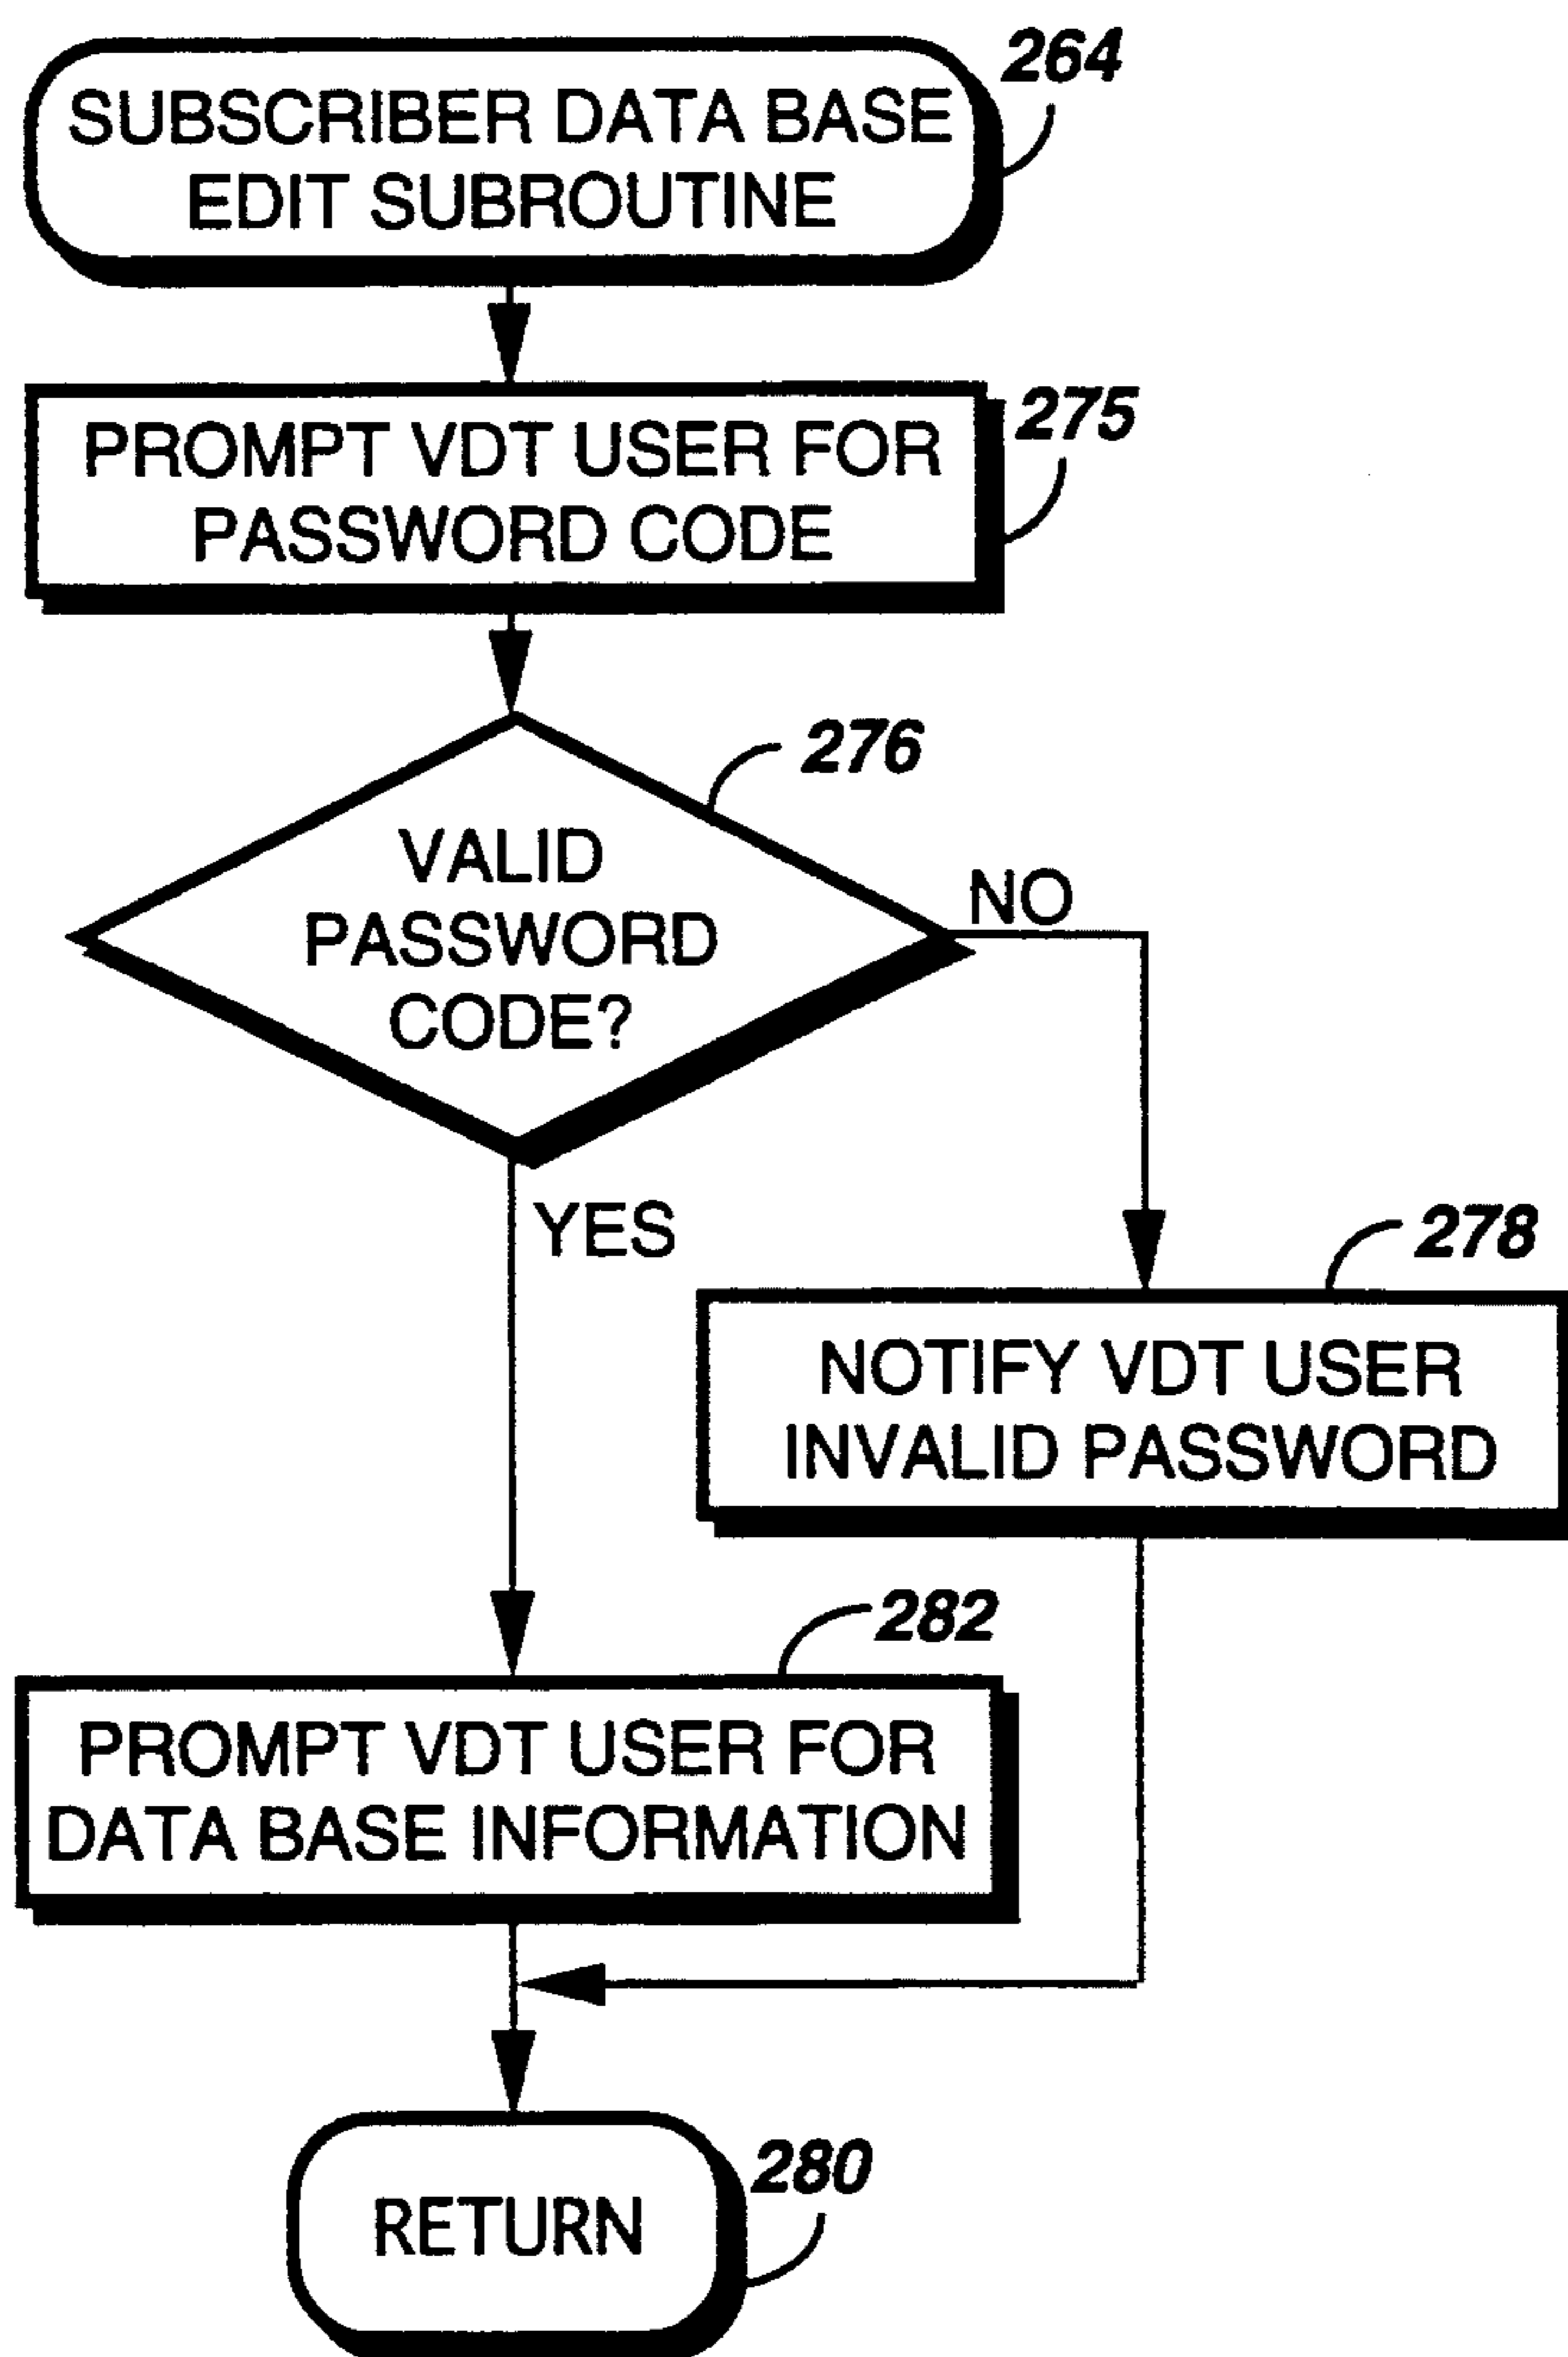 264
SUBSCRIBER DATA BASE
EDIT SUBROUTINE
275
PROMPT VDT USER FOR
PASSWORD CODE
276
VALID
PASSWORD
CODE?
NO
YES
278
NOTIFY VDT USER
INVALID PASSWORD
282
PROMPT VDT USER FOR
DATA BASE INFORMATION
280
RETURN